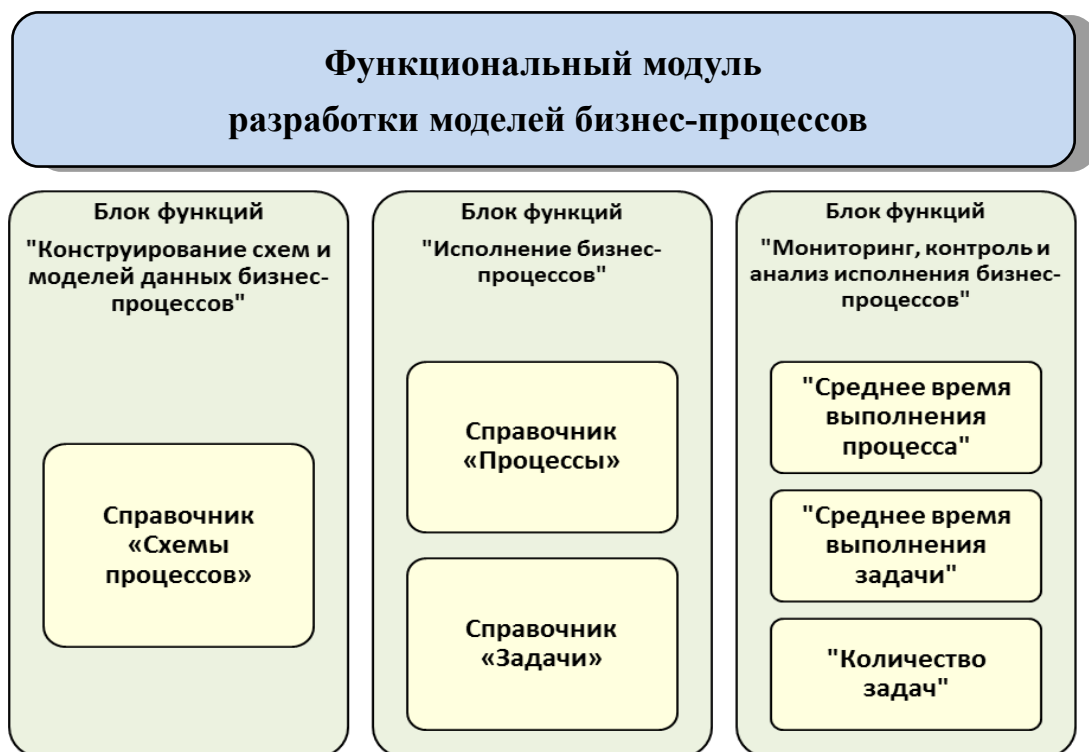 Функциональный модуль
разработки моделей бизнес-процессов
Блок функций
"Конструирование схем и
моделей данных бизнес-
процессов"
Справочник
«Схемы
процессов»
Блок функций
"Исполнение бизнес-
процессов"
Справочник
«Процессы»
Справочник
«Задачи»
Блок функций
"Мониторинг, контроль и
анализ исполнения бизнес-
процессов"
"Среднее время
выполнения
процесса"
"Среднее время
выполнения
задачи"
"Количество
задач"